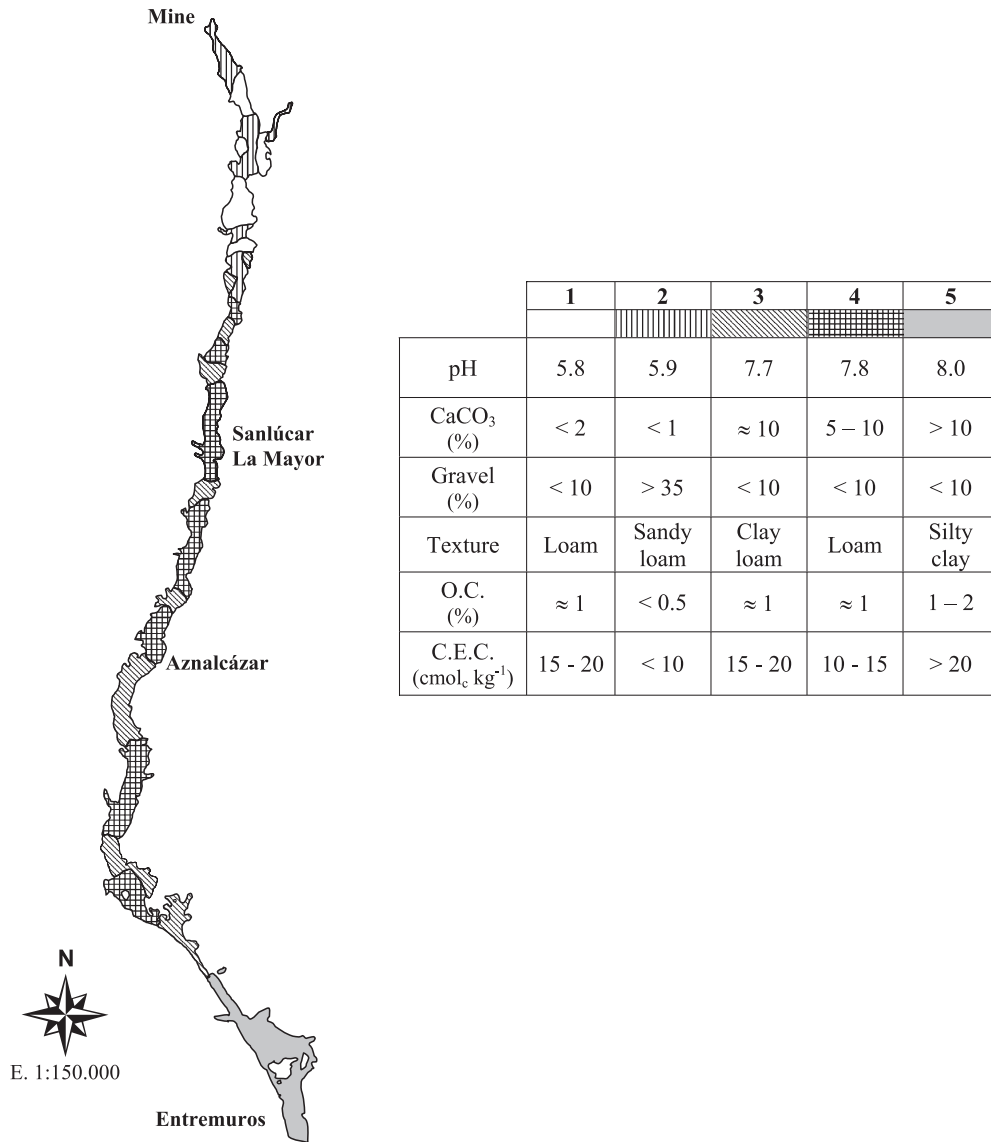 Mine
Sanlúcar
La Mayor
Aznalcázar
N
E. 1:150.000
Entremuros
1 2 3 4 5
pH 5.8 5.9 7.7 7.8 8.0
CaCO₃
(%) < 2 < 1 ≈ 10 5 – 10 > 10
Gravel
(%) < 10 > 35 < 10 < 10 < 10
Texture Loam Sandy
loam Clay
loam Loam Silty
clay
O.C.
(%) ≈ 1 < 0.5 ≈ 1 ≈ 1 1 – 2
C.E.C.
(cmol_c kg⁻¹) 15 - 20 < 10 15 - 20 10 - 15 > 20